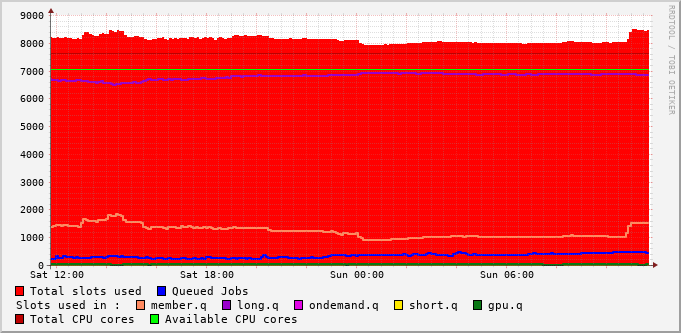 RRDTOOL / TOBI OETIKER
9000
8000
7000
6000
5000
4000
3000
2000
1000
0
Sat 12:00 Sat 18:00 Sun 00:00 Sun 06:00
Total slots used Queued Jobs
Slots used in : member.q long.q ondemand.q short.q gpu.q
Total CPU cores Available CPU cores